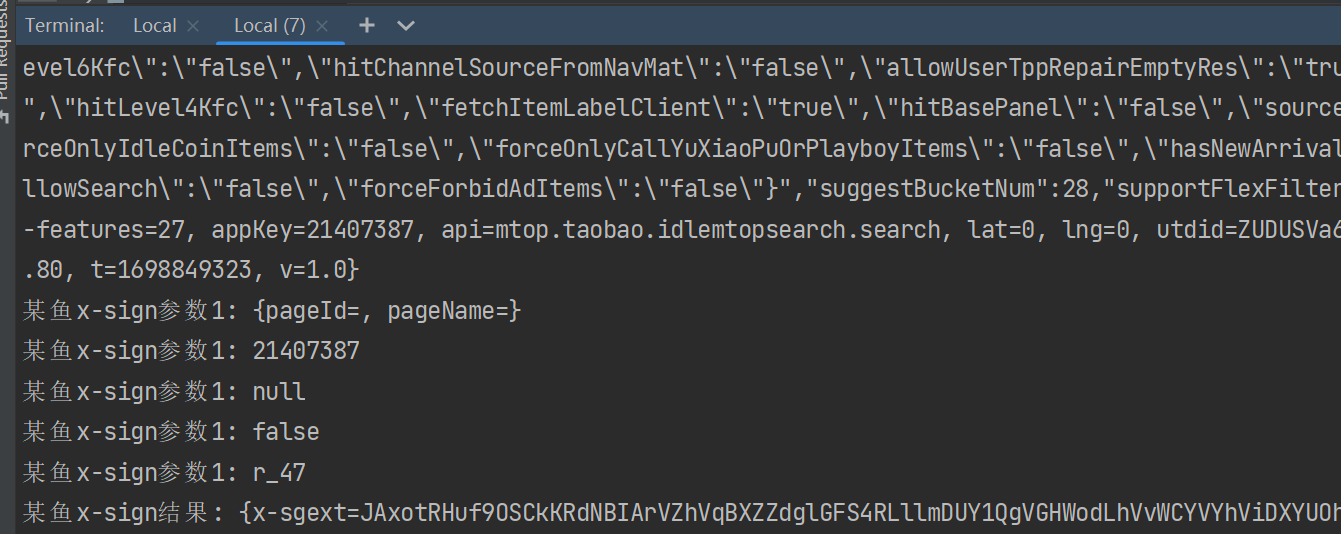 Terminal: Local × Local (7) × +
evel6Kfc\":\"false\",\"hitChannelSourceFromNavMat\":\"false\",\"allowUserTppRepairEmptyRes\":\"tru
",\"hitLevel4Kfc\":\"false\",\"fetchItemLabelClient\":\"true\",\"hitBasePanel\":\"false\",\"source
rceOnlyIdleCoinItems\":\"false\",\"forceOnlyCallYuXiaoPuOrPlayboyItems\":\"false\",\"hasNewArrival
llowSearch\":\"false\",\"forceForbidAdItems\":\"false\"}","suggestBucketNum":28,"supportFlexFilter
-features=27, appKey=21407387, api=mtop.taobao.idlemtopsearch.search, lat=0, lng=0, utdid=ZUDUSVa6
.80, t=1698849323, v=1.0}
某鱼x-sign参数1: {pageId=, pageName=}
某鱼x-sign参数1: 21407387
某鱼x-sign参数1: null
某鱼x-sign参数1: false
某鱼x-sign参数1: r_47
某鱼x-sign结果: {x-sgext=JAxotRHuf9OSCkKRdNBIArVZhVqBXZZdglGFS4RLllmDUY1QgVGHWodLhVvWCYVYhViDXYUOh
Pull Requests